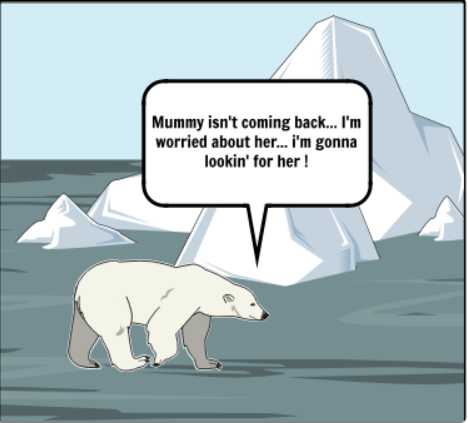 Mummy isn't coming back... I'm
worried about her... i'm gonna
lookin' for her !